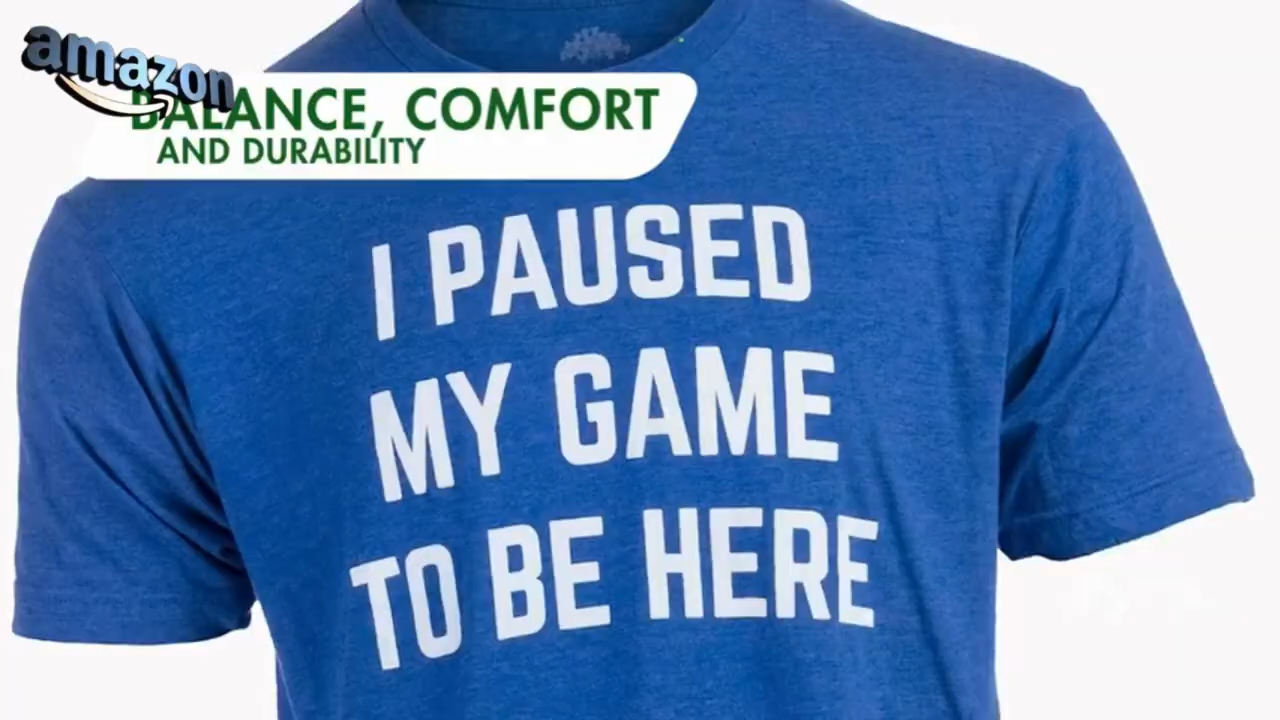 amazon
BALANCE, COMFORT
AND DURABILITY
I PAUSED
MY GAME
TO BE HERE